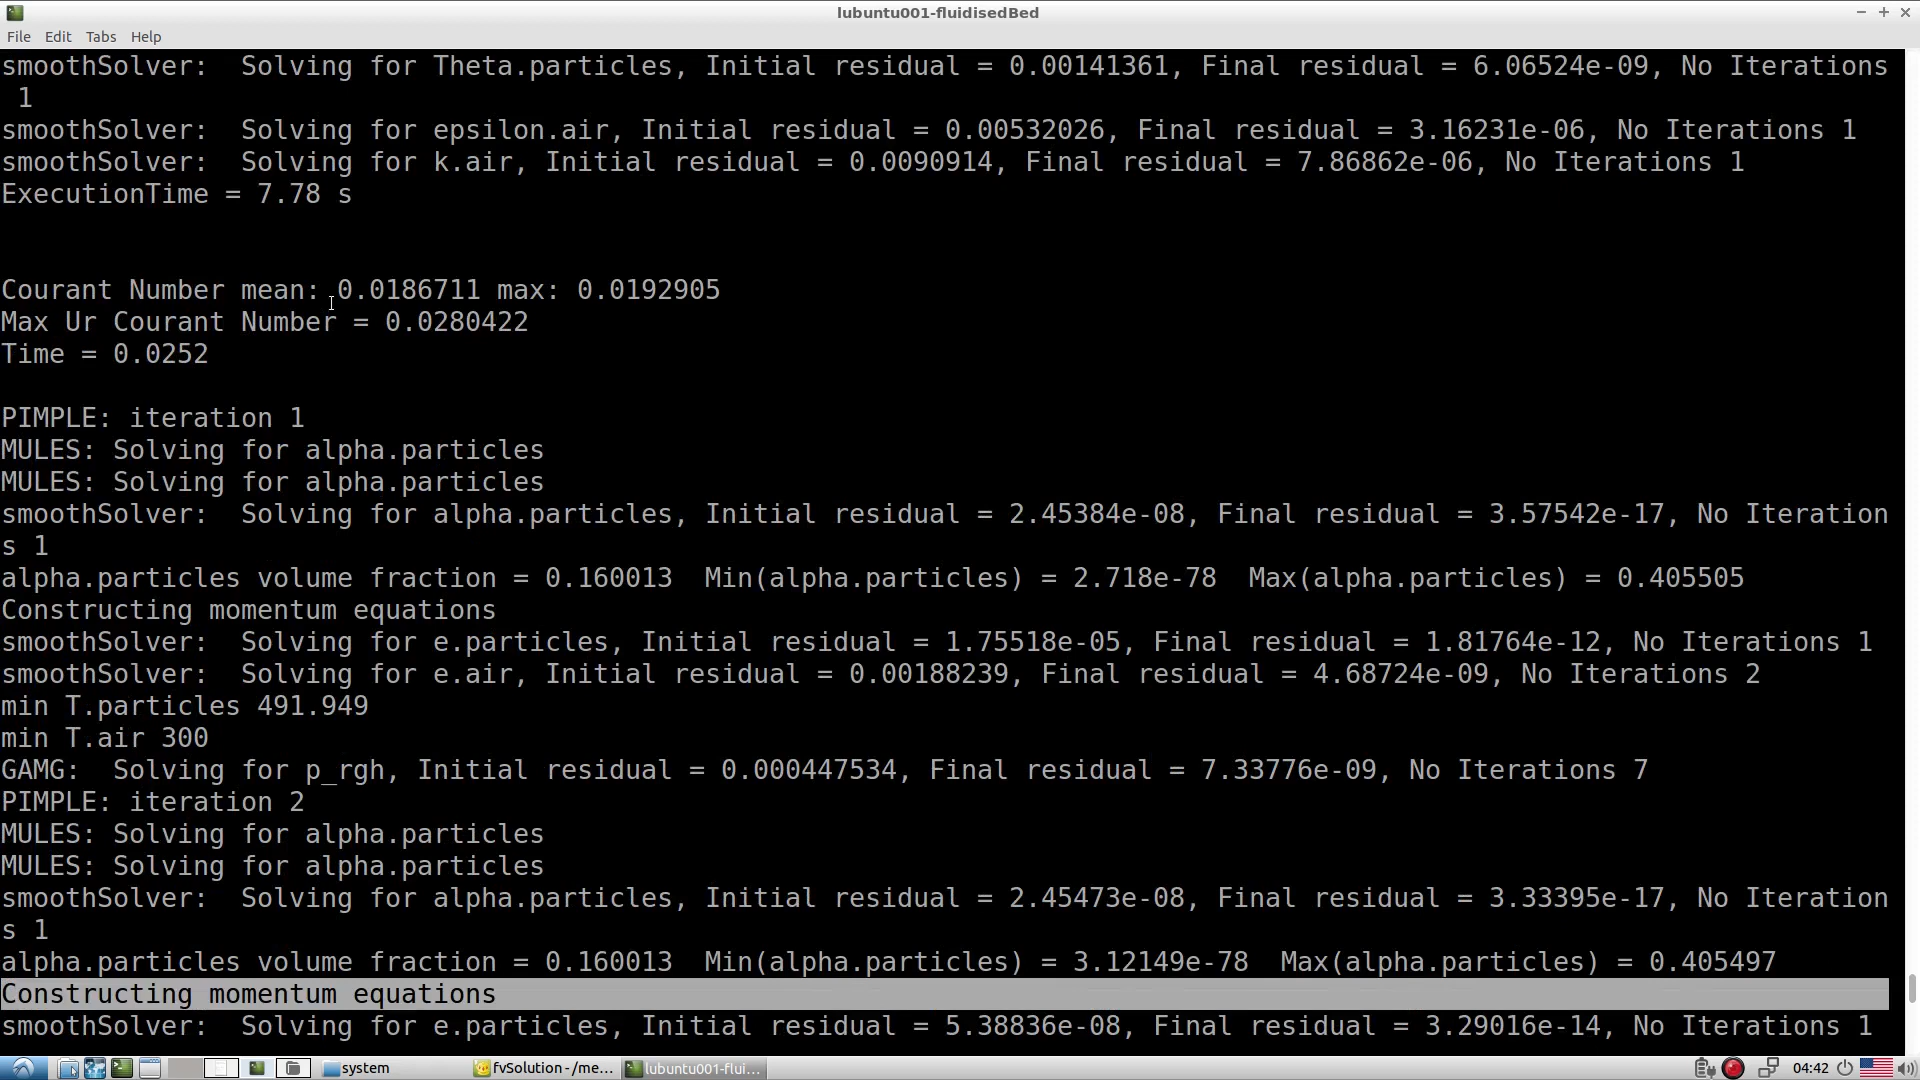 lubuntu001-fluidisedBed
File Edit Tabs Help
smoothSolver:  Solving for Theta.particles, Initial residual = 0.00141361, Final residual = 6.06524e-09, No Iterations
 1
smoothSolver:  Solving for epsilon.air, Initial residual = 0.00532026, Final residual = 3.16231e-06, No Iterations 1
smoothSolver:  Solving for k.air, Initial residual = 0.0090914, Final residual = 7.86862e-06, No Iterations 1
ExecutionTime = 7.78 s
Courant Number mean: 0.0186711 max: 0.0192905
Max Ur Courant Number = 0.0280422
Time = 0.0252
PIMPLE: iteration 1
MULES: Solving for alpha.particles
MULES: Solving for alpha.particles
smoothSolver:  Solving for alpha.particles, Initial residual = 2.45384e-08, Final residual = 3.57542e-17, No Iteration
s 1
alpha.particles volume fraction = 0.160013  Min(alpha.particles) = 2.718e-78  Max(alpha.particles) = 0.405505
Constructing momentum equations
smoothSolver:  Solving for e.particles, Initial residual = 1.75518e-05, Final residual = 1.81764e-12, No Iterations 1
smoothSolver:  Solving for e.air, Initial residual = 0.00188239, Final residual = 4.68724e-09, No Iterations 2
min T.particles 491.949
min T.air 300
GAMG:  Solving for p_rgh, Initial residual = 0.000447534, Final residual = 7.33776e-09, No Iterations 7
PIMPLE: iteration 2
MULES: Solving for alpha.particles
MULES: Solving for alpha.particles
smoothSolver:  Solving for alpha.particles, Initial residual = 2.45473e-08, Final residual = 3.33395e-17, No Iteration
s 1
alpha.particles volume fraction = 0.160013  Min(alpha.particles) = 3.12149e-78  Max(alpha.particles) = 0.405497
Constructing momentum equations
smoothSolver:  Solving for e.particles, Initial residual = 5.38836e-08, Final residual = 3.29016e-14, No Iterations 1
system fvSolution - /me... lubuntu001-flui... 04:42